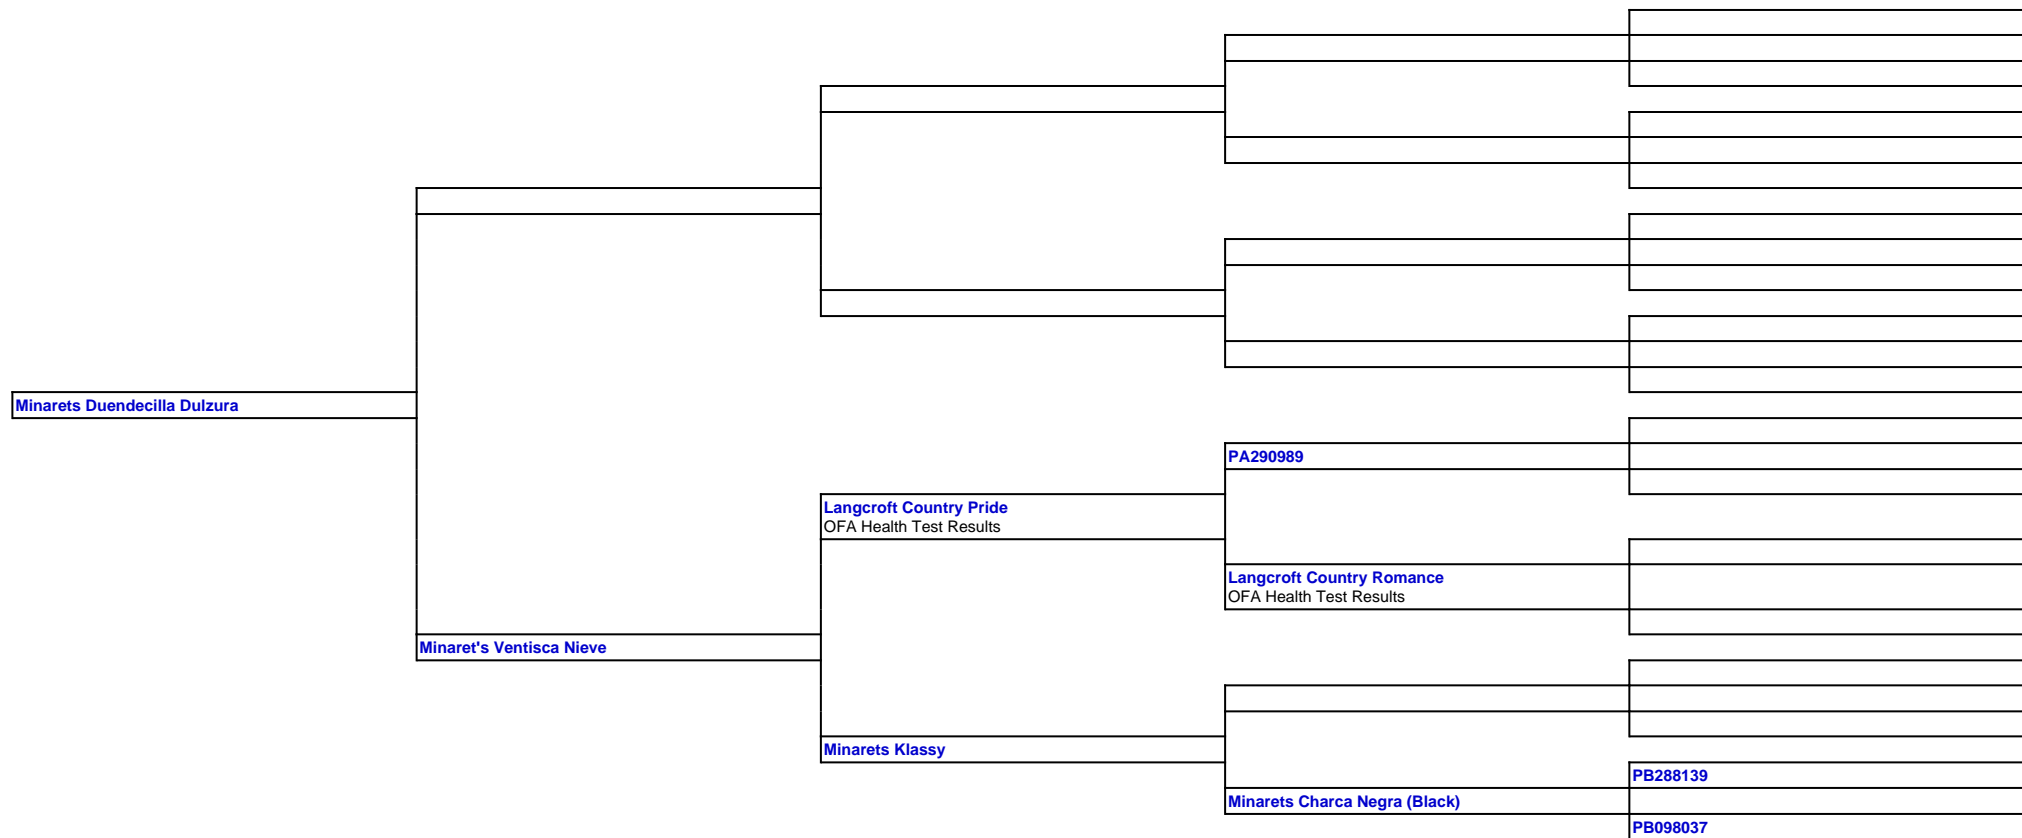 Minarets Duendecilla Dulzura
PA290989
Langcroft Country Pride
OFA Health Test Results
Langcroft Country Romance
OFA Health Test Results
Minaret's Ventisca Nieve
Minarets Klassy
PB288139
Minarets Charca Negra (Black)
PB098037